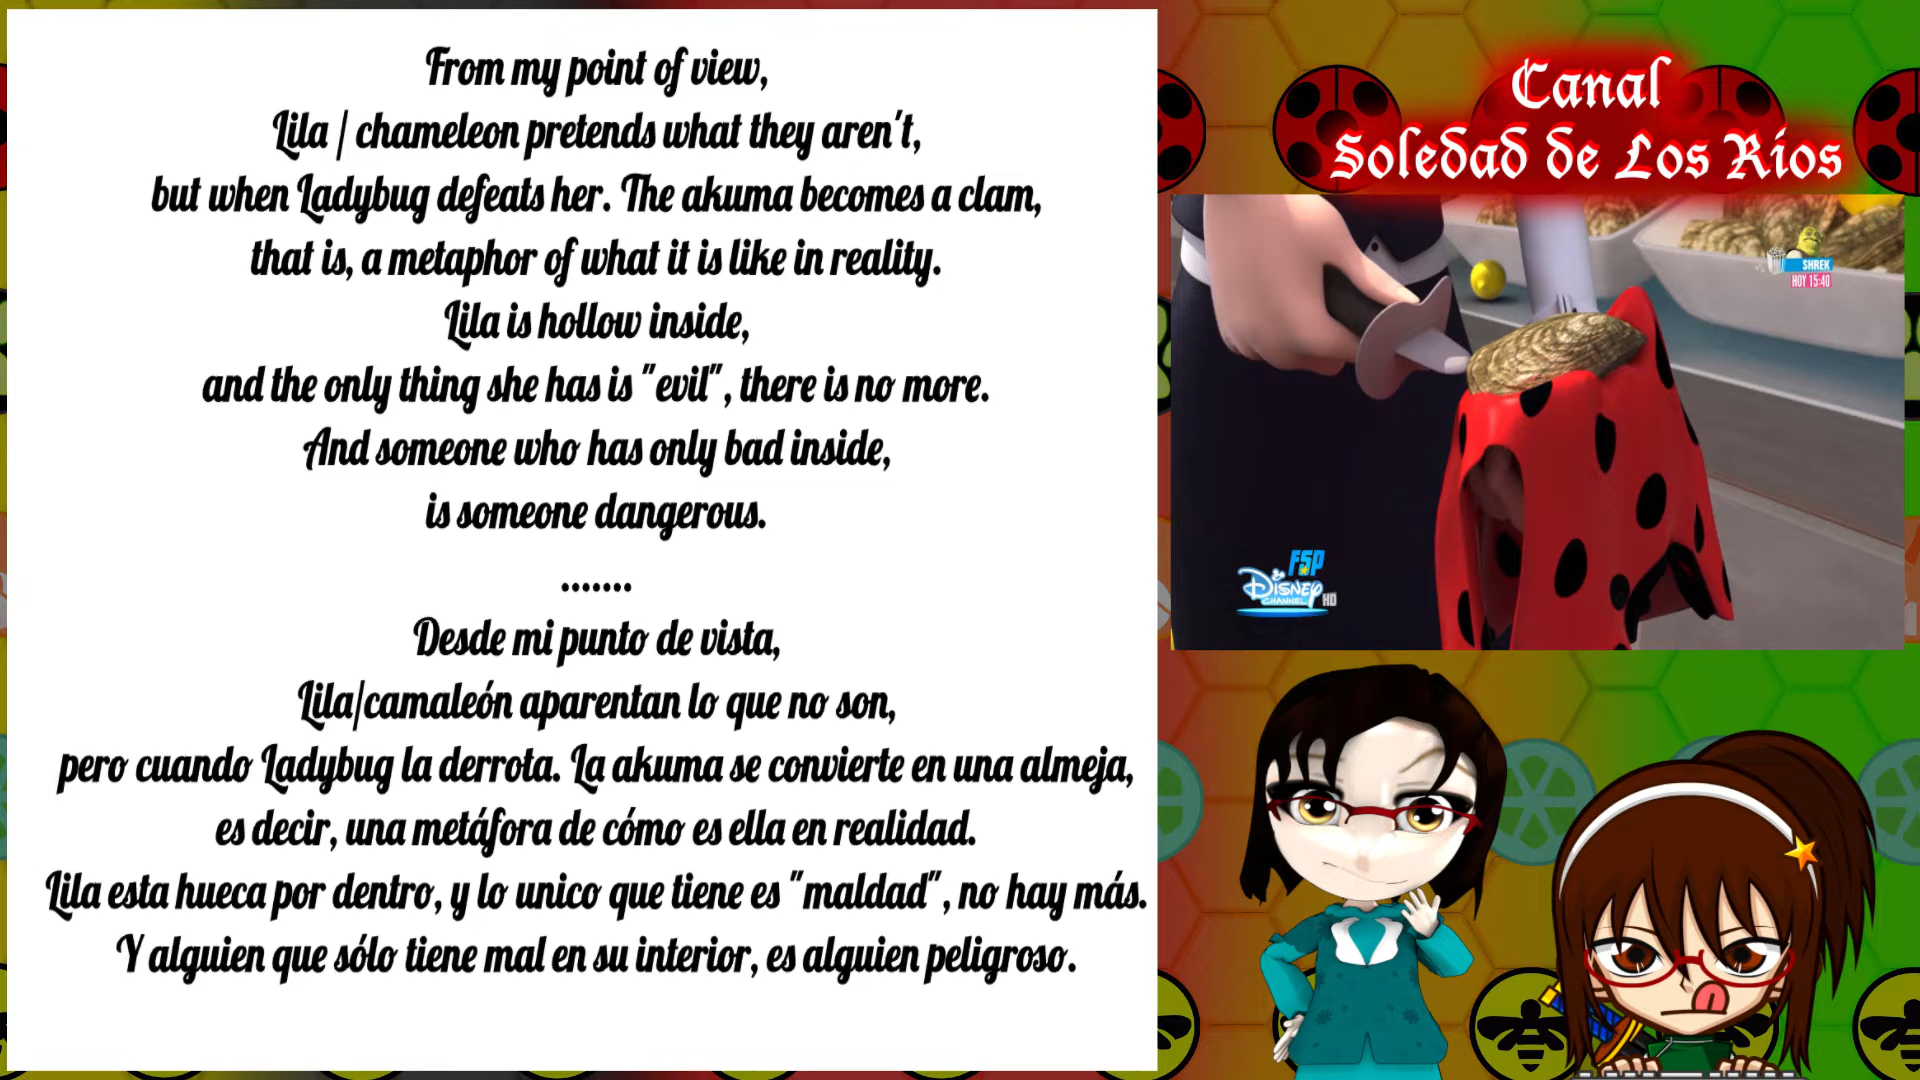 From my point of view,
Lila / chameleon pretends what they aren't,
but when Ladybug defeats her. The akuma becomes a clam,
that is, a metaphor of what it is like in reality.
Lila is hollow inside,
and the only thing she has is "evil", there is no more.
And someone who has only bad inside,
is someone dangerous.
.......
Desde mi punto de vista,
Lila/camaleón aparentan lo que no son,
pero cuando Ladybug la derrota. La akuma se convierte en una almeja,
es decir, una metáfora de cómo es ella en realidad.
Lila esta hueca por dentro, y lo unico que tiene es "maldad", no hay más.
Y alguien que sólo tiene mal en su interior, es alguien peligroso.
Canal
Soledad de Los Ríos
SHREK
HOY 15:40
FSP
DISNEY
CHANNEL HD